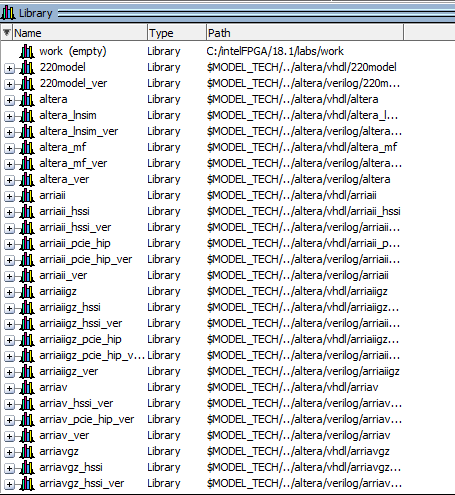 Library
Name Type Path
work (empty) Library C:/intelFPGA/18.1/labs/work
220model Library $MODEL_TECH/../altera/vhdl/220model
220model_ver Library $MODEL_TECH/../altera/verilog/220m...
altera Library $MODEL_TECH/../altera/vhdl/altera
altera_lnsim Library $MODEL_TECH/../altera/vhdl/altera_l...
altera_lnsim_ver Library $MODEL_TECH/../altera/verilog/altera...
altera_mf Library $MODEL_TECH/../altera/vhdl/altera_mf
altera_mf_ver Library $MODEL_TECH/../altera/verilog/altera...
altera_ver Library $MODEL_TECH/../altera/verilog/altera
arriaii Library $MODEL_TECH/../altera/vhdl/arriaii
arriaii_hssi Library $MODEL_TECH/../altera/vhdl/arriaii_hssi
arriaii_hssi_ver Library $MODEL_TECH/../altera/verilog/arriaii...
arriaii_pcie_hip Library $MODEL_TECH/../altera/vhdl/arriaii_p...
arriaii_pcie_hip_ver Library $MODEL_TECH/../altera/verilog/arriaii...
arriaii_ver Library $MODEL_TECH/../altera/verilog/arriaii
arriaiigz Library $MODEL_TECH/../altera/vhdl/arriaiigz
arriaiigz_hssi Library $MODEL_TECH/../altera/vhdl/arriaiigz...
arriaiigz_hssi_ver Library $MODEL_TECH/../altera/verilog/arriaii...
arriaiigz_pcie_hip Library $MODEL_TECH/../altera/vhdl/arriaiigz...
arriaiigz_pcie_hip_v... Library $MODEL_TECH/../altera/verilog/arriaii...
arriaiigz_ver Library $MODEL_TECH/../altera/verilog/arriaiigz
arriav Library $MODEL_TECH/../altera/vhdl/arriav
arriav_hssi_ver Library $MODEL_TECH/../altera/verilog/arriav...
arriav_pcie_hip_ver Library $MODEL_TECH/../altera/verilog/arriav...
arriav_ver Library $MODEL_TECH/../altera/verilog/arriav
arriavgz Library $MODEL_TECH/../altera/vhdl/arriavgz
arriavgz_hssi Library $MODEL_TECH/../altera/vhdl/arriavgz...
arriavgz_hssi_ver Library $MODEL_TECH/../altera/verilog/arriav...